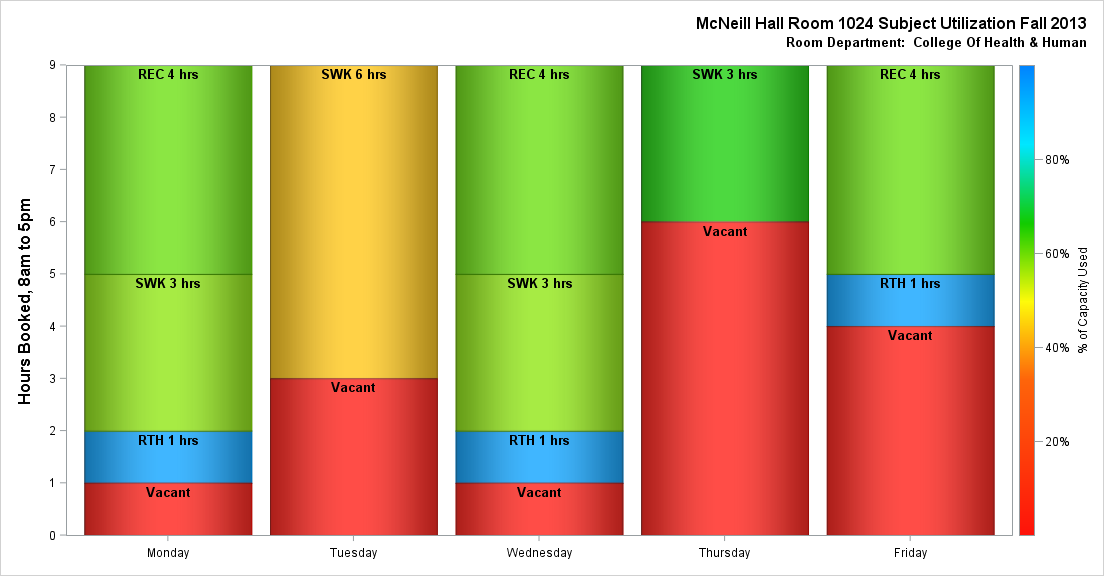 McNeill Hall Room 1024 Subject Utilization Fall 2013
Room Department:  College Of Health & Human
Hours Booked, 8am to 5pm
9
8
7
6
5
4
3
2
1
0
REC 4 hrs
SWK 3 hrs
RTH 1 hrs
Vacant
Monday
SWK 6 hrs
Vacant
Tuesday
REC 4 hrs
SWK 3 hrs
RTH 1 hrs
Vacant
Wednesday
SWK 3 hrs
Vacant
Thursday
REC 4 hrs
RTH 1 hrs
Vacant
Friday
80%
60%
40%
20%
% of Capacity Used